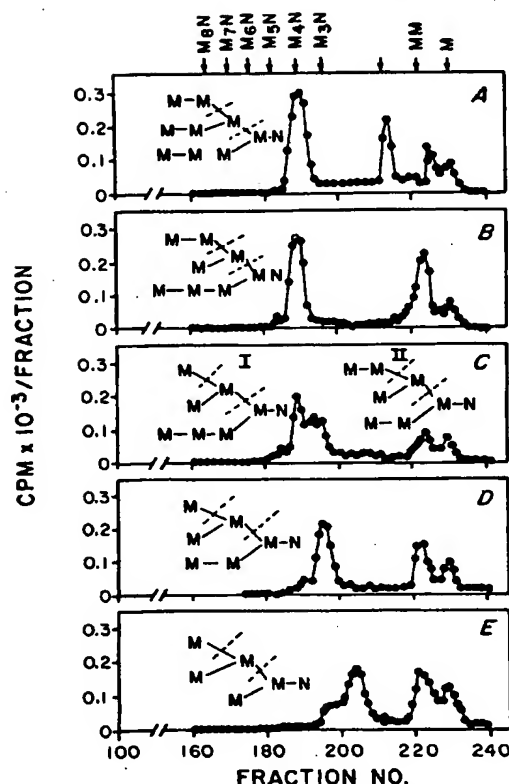 M8N M7N M6N M5N M4N M3N MM M
CPM x 10-3/FRACTION
0.3
0.2
0.1
0
A
M-M
M-M M
M·N
M-M M
0.3
0.2
0.1
0
B
M-M
M M
M N
M-M-M
0.3
0.2
0.1
0
C
I
M
M
M
M-N
M-M-M
II
M-M
M
M
M-N
M-M
0.3
0.2
0.1
0
D
M
M
M
M-N
M-M
0.3
0.2
0.1
0
E
M
M
M
M-N
M
100 160 180 200 220 240
FRACTION NO.